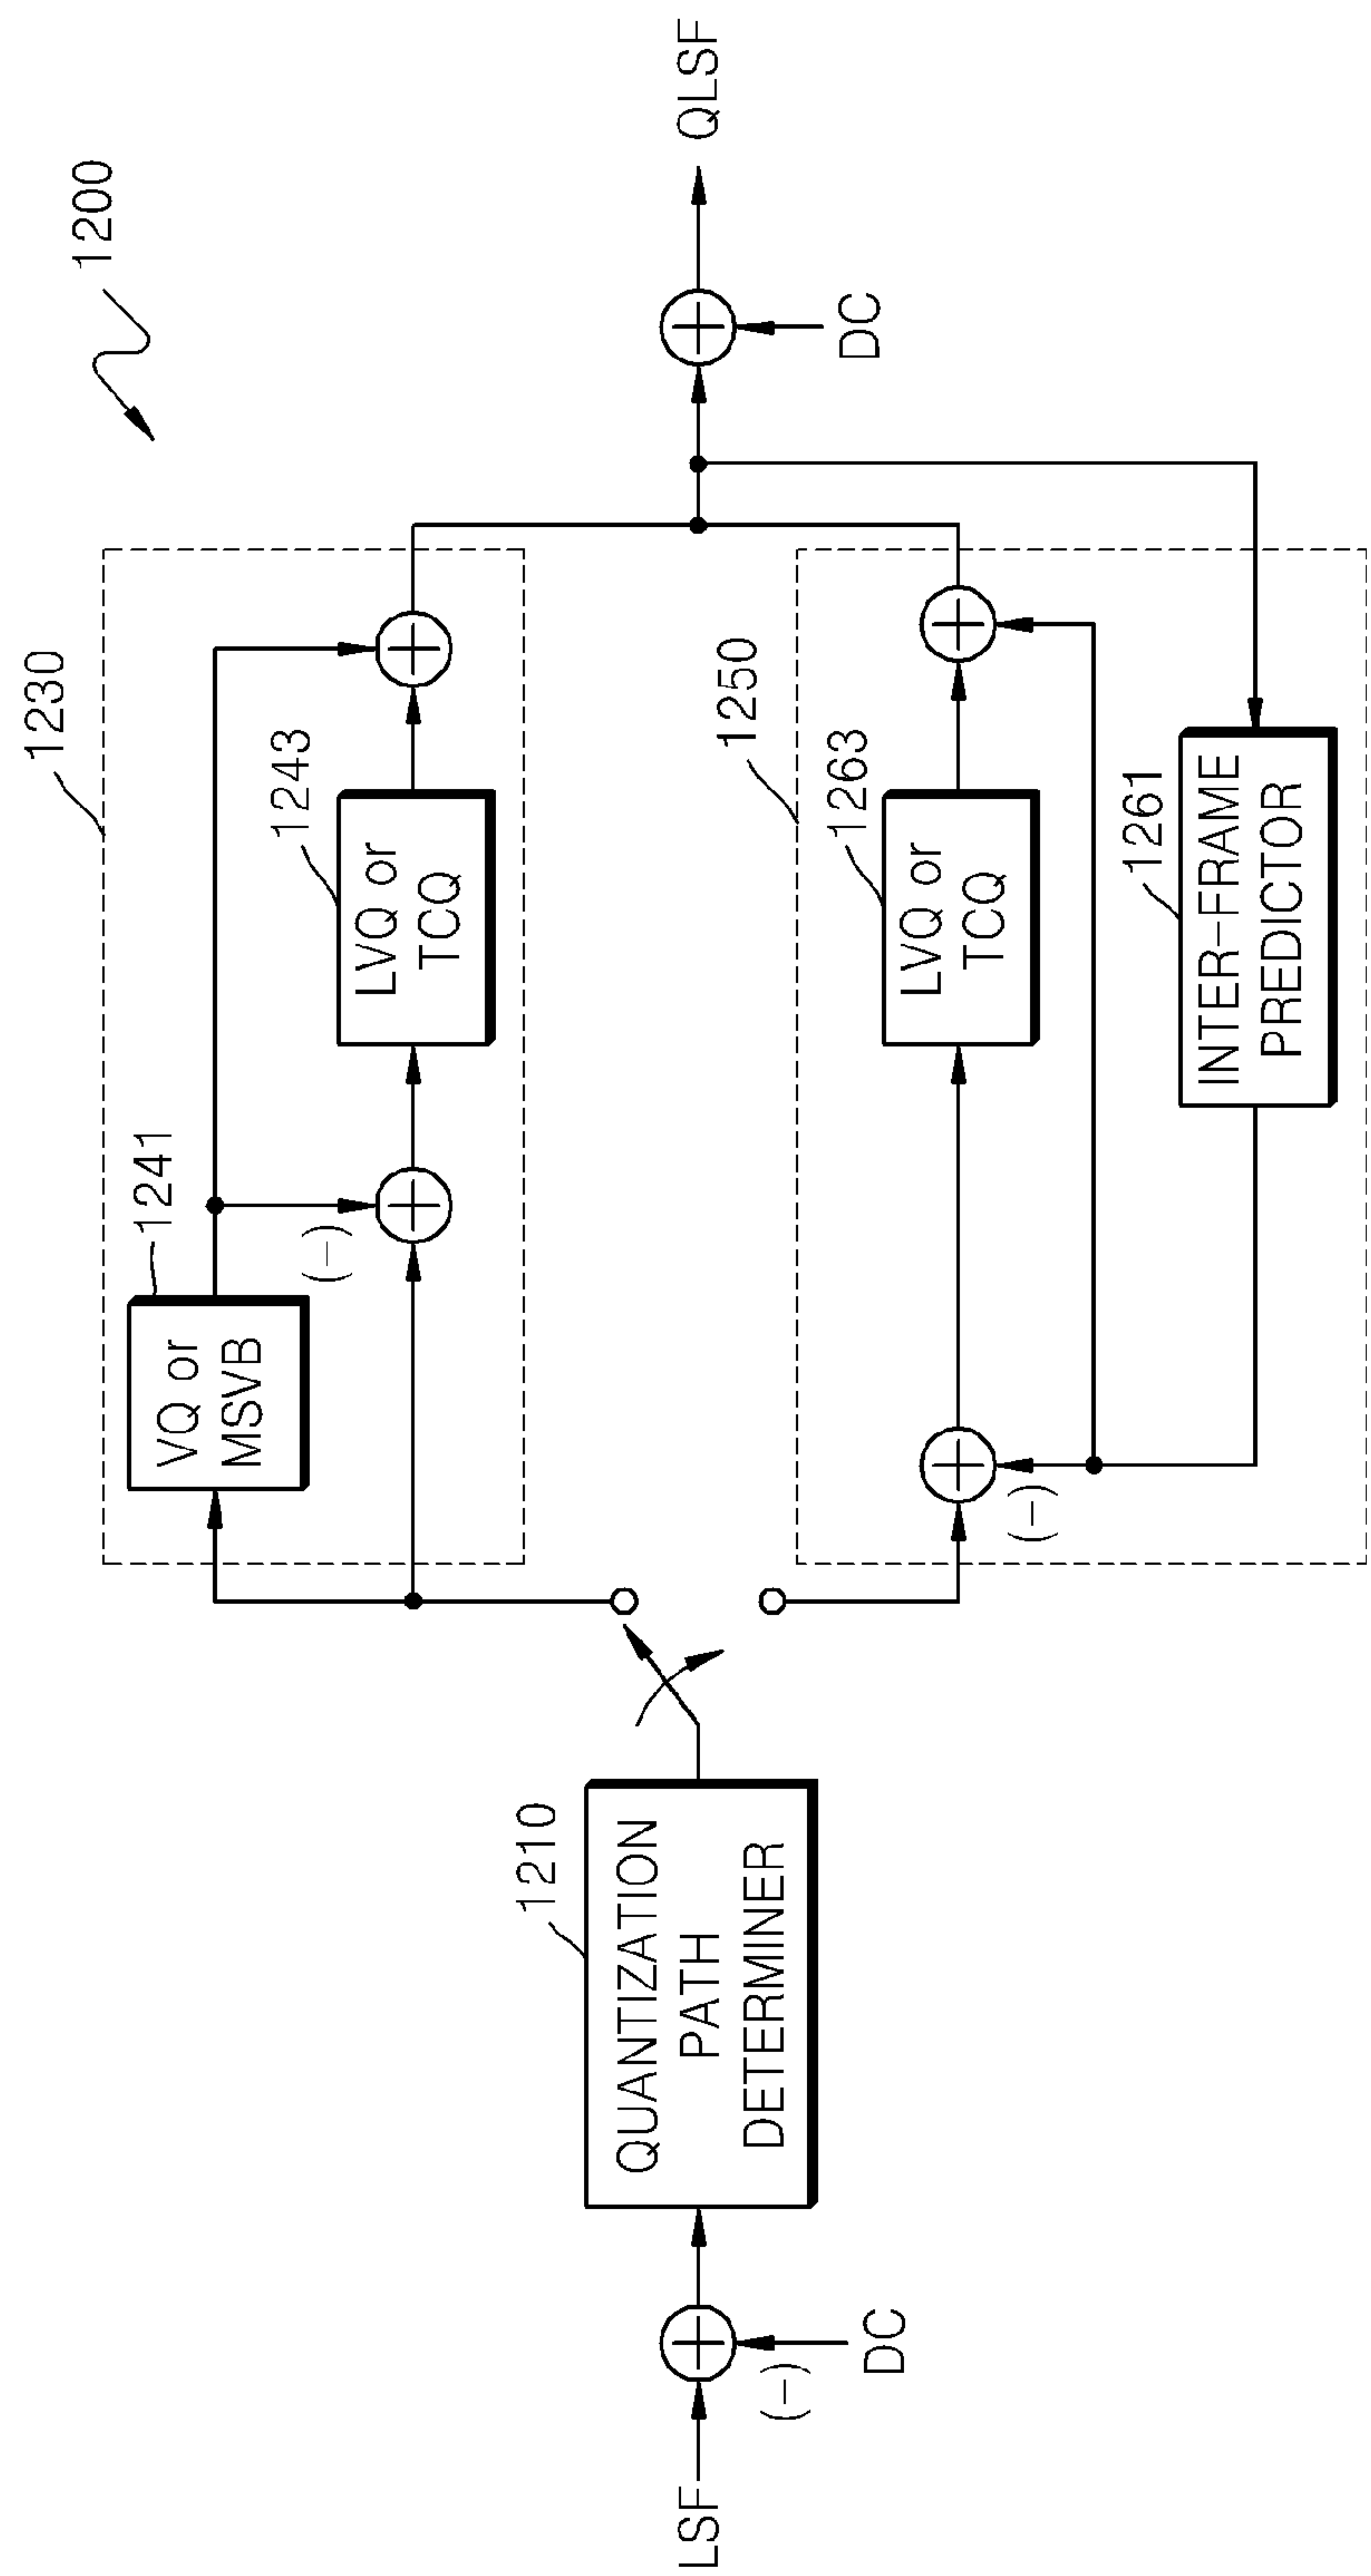 1200
LSF
(−)
DC
1210
QUANTIZATION
PATH
DETERMINER
1230
1241
VQ or
MSVB
(−)
1243
LVQ or
TCQ
1250
(−)
1263
LVQ or
TCQ
1261
INTER-FRAME
PREDICTOR
DC
QLSF